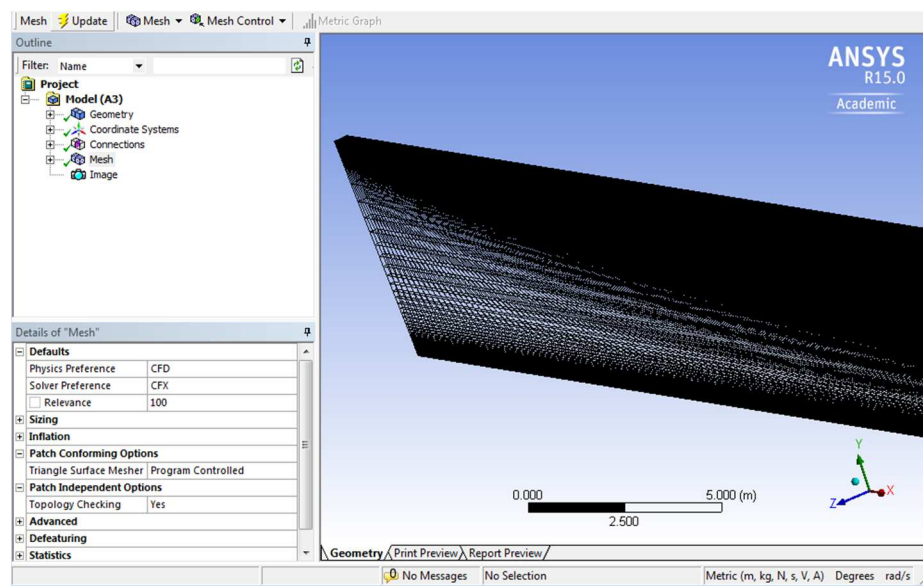 Mesh Update Mesh Mesh Control Metric Graph
Outline
Filter: Name
Project
Model (A3)
Geometry
Coordinate Systems
Connections
Mesh
Image
Details of "Mesh"
Defaults
Physics Preference CFD
Solver Preference CFX
Relevance 100
Sizing
Inflation
Patch Conforming Options
Triangle Surface Mesher Program Controlled
Patch Independent Options
Topology Checking Yes
Advanced
Defeaturing
Statistics
ANSYS
R15.0
Academic
0.000 5.000 (m)
2.500
Y
X
Z
Geometry Print Preview Report Preview
0 No Messages No Selection Metric (m, kg, N, s, V, A) Degrees rad/s